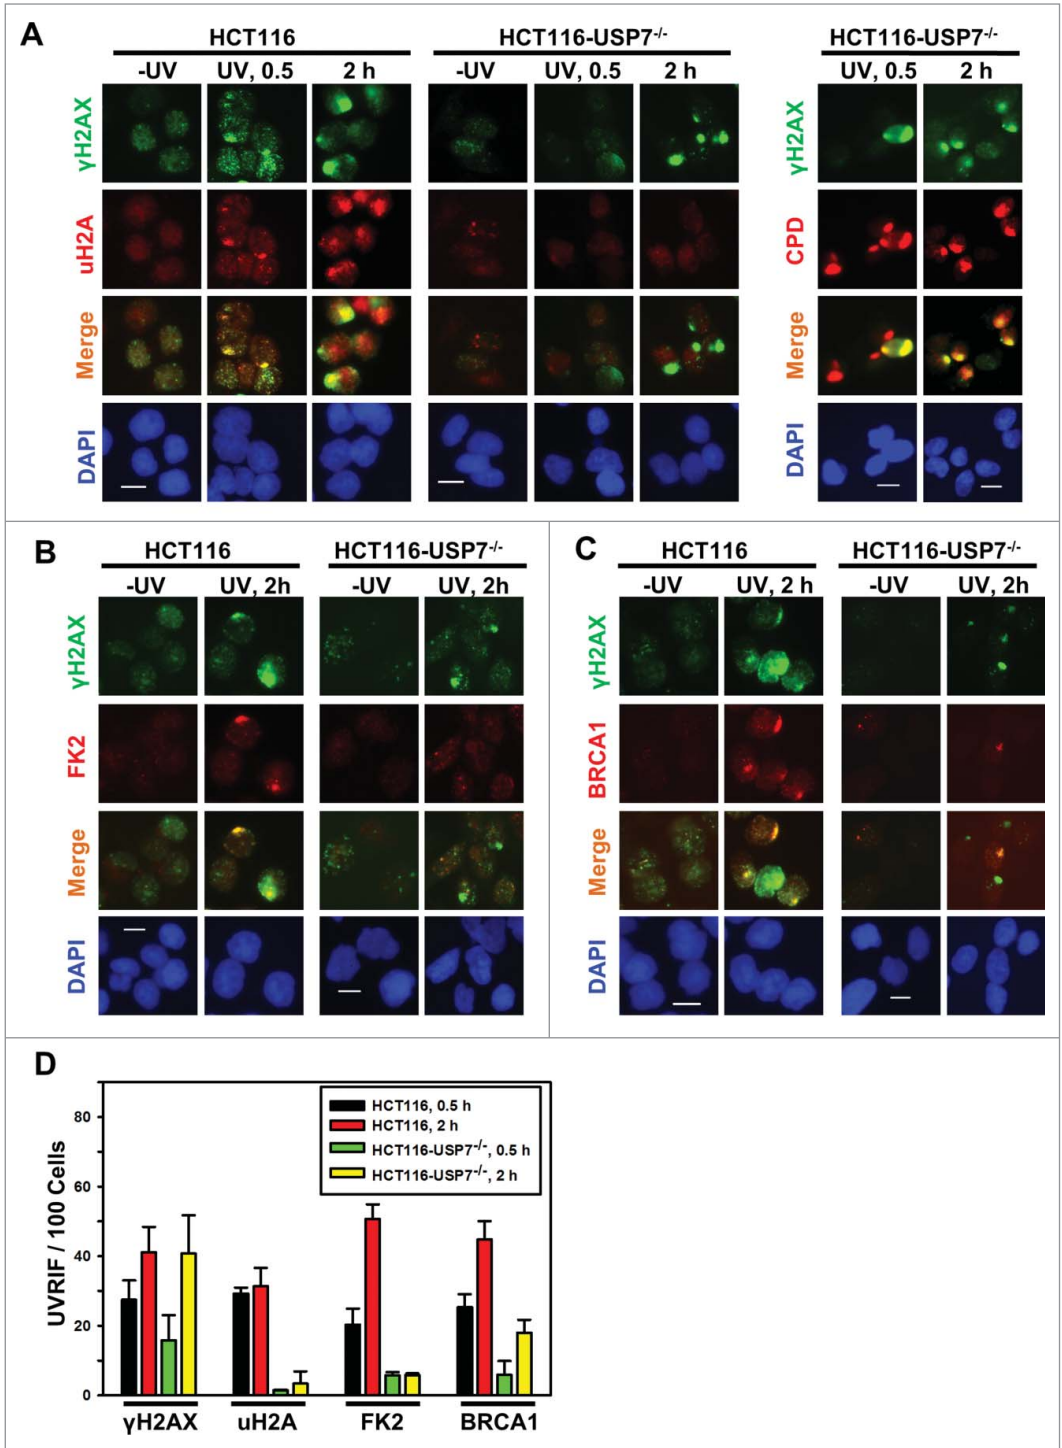 A
HCT116
HCT116-USP7-/-
HCT116-USP7-/-
-UV
UV, 0.5
2 h
-UV
UV, 0.5
2 h
UV, 0.5
2 h
γH2AX
uH2A
Merge
DAPI
γH2AX
CPD
Merge
DAPI
B
HCT116
HCT116-USP7-/-
-UV
UV, 2h
-UV
UV, 2h
γH2AX
FK2
Merge
DAPI
C
HCT116
HCT116-USP7-/-
-UV
UV, 2h
-UV
UV, 2h
γH2AX
BRCA1
Merge
DAPI
D
UVRIF / 100 Cells
80
60
40
20
0
HCT116, 0.5 h
HCT116, 2 h
HCT116-USP7-/-, 0.5 h
HCT116-USP7-/-, 2 h
γH2AX
uH2A
FK2
BRCA1